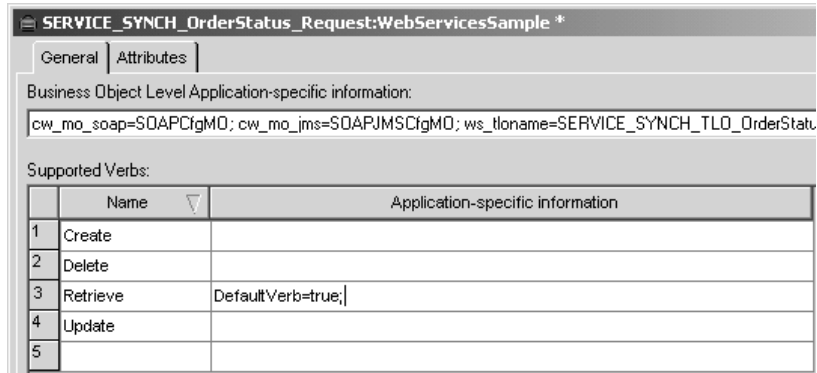 SERVICE_SYNCH_OrderStatus_Request:WebServicesSample *
General Attributes
Business Object Level Application-specific information:
cw_mo_soap=SOAPCfgMO; cw_mo_jms=SOAPJMSCfgMO; ws_tloname=SERVICE_SYNCH_TLO_OrderStatu
Supported Verbs:
Name Application-specific information
1 Create
2 Delete
3 Retrieve DefaultVerb=true;
4 Update
5